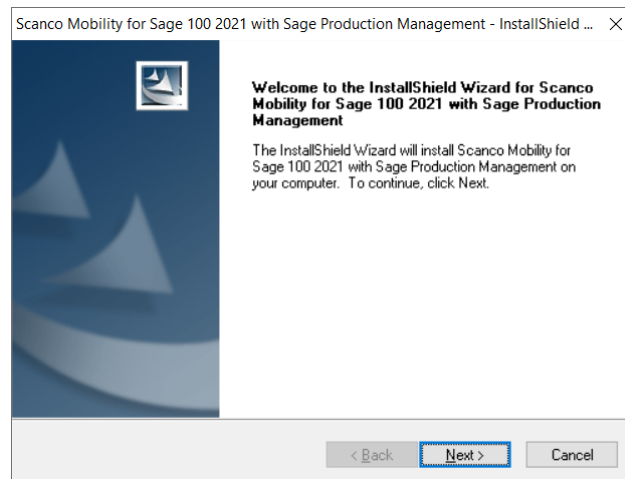 Scanco Mobility for Sage 100 2021 with Sage Production Management - InstallShield ...
Welcome to the InstallShield Wizard for Scanco
Mobility for Sage 100 2021 with Sage Production
Management
The InstallShield Wizard will install Scanco Mobility for
Sage 100 2021 with Sage Production Management on
your computer. To continue, click Next.
< Back Next > Cancel